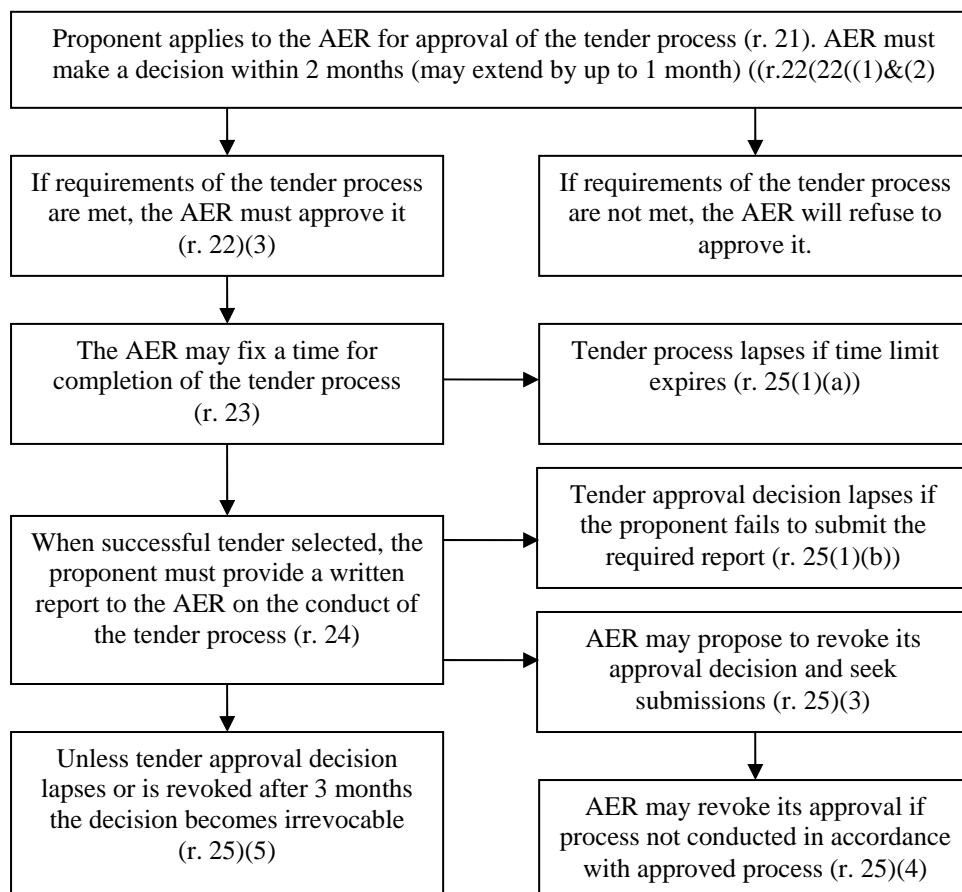 Proponent applies to the AER for approval of the tender process (r. 21). AER must
make a decision within 2 months (may extend by up to 1 month) ((r.22(22((1)&(2)
If requirements of the tender process
are met, the AER must approve it
(r. 22)(3)
If requirements of the tender process
are not met, the AER will refuse to
approve it.
The AER may fix a time for
completion of the tender process
(r. 23)
Tender process lapses if time limit
expires (r. 25(1)(a))
Tender approval decision lapses if
the proponent fails to submit the
required report (r. 25(1)(b))
When successful tender selected, the
proponent must provide a written
report to the AER on the conduct of
the tender process (r. 24)
AER may propose to revoke its
approval decision and seek
submissions (r. 25)(3)
Unless tender approval decision
lapses or is revoked after 3 months
the decision becomes irrevocable
(r. 25)(5)
AER may revoke its approval if
process not conducted in accordance
with approved process (r. 25)(4)